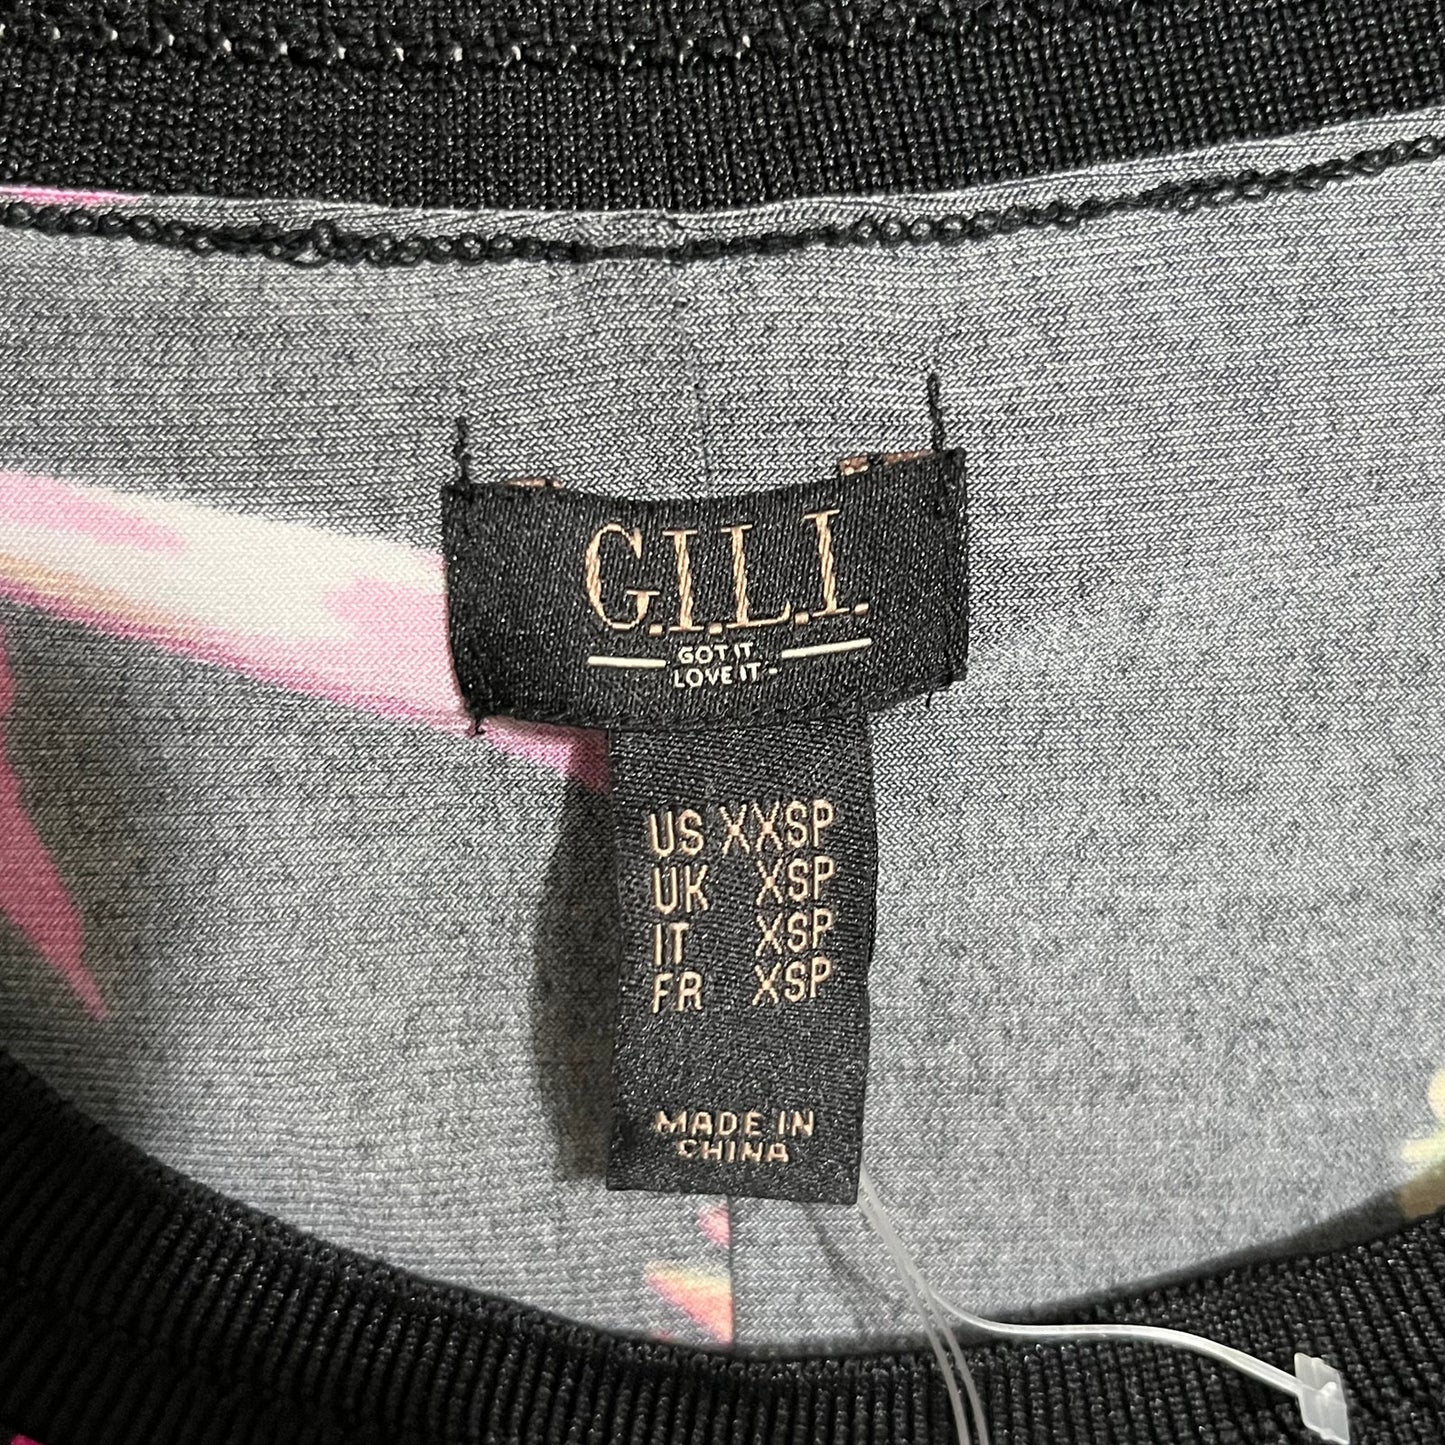 G.I.L.I.
GOT IT
LOVE IT-
US XXSP
UK XSP
IT XSP
FR XSP
MADE IN
CHINA